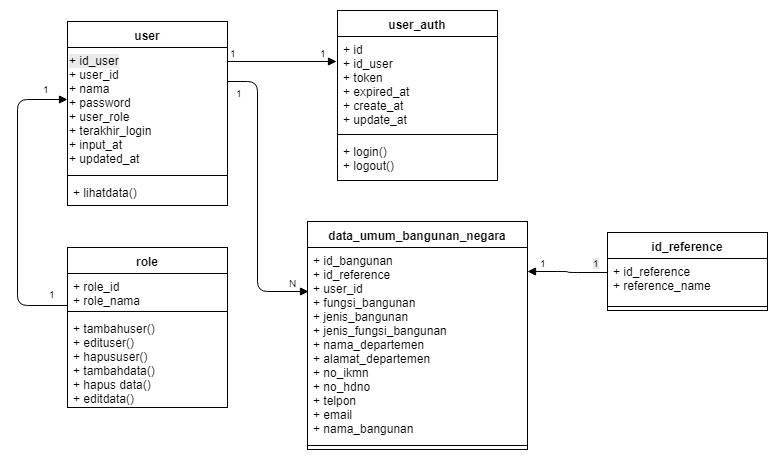 user
+ id_user
+ user_id
+ nama
+ password
+ user_role
+ terakhir_login
+ input_at
+ updated_at
+ lihatdata()
1
1
1
user_auth
+ id
+ id_user
+ token
+ expired_at
+ create_at
+ update_at
+ login()
+ logout()
1
1
role
+ role_id
+ role_nama
+ tambahuser()
+ edituser()
+ hapususer()
+ tambahdata()
+ hapus data()
+ editdata()
N
data_umum_bangunan_negara
+ id_bangunan
+ id_reference
+ user_id
+ fungsi_bangunan
+ jenis_bangunan
+ jenis_fungsi_bangunan
+ nama_departemen
+ alamat_departemen
+ no_ikmn
+ no_hdno
+ telpon
+ email
+ nama_bangunan
1
1
id_reference
+ id_reference
+ reference_name